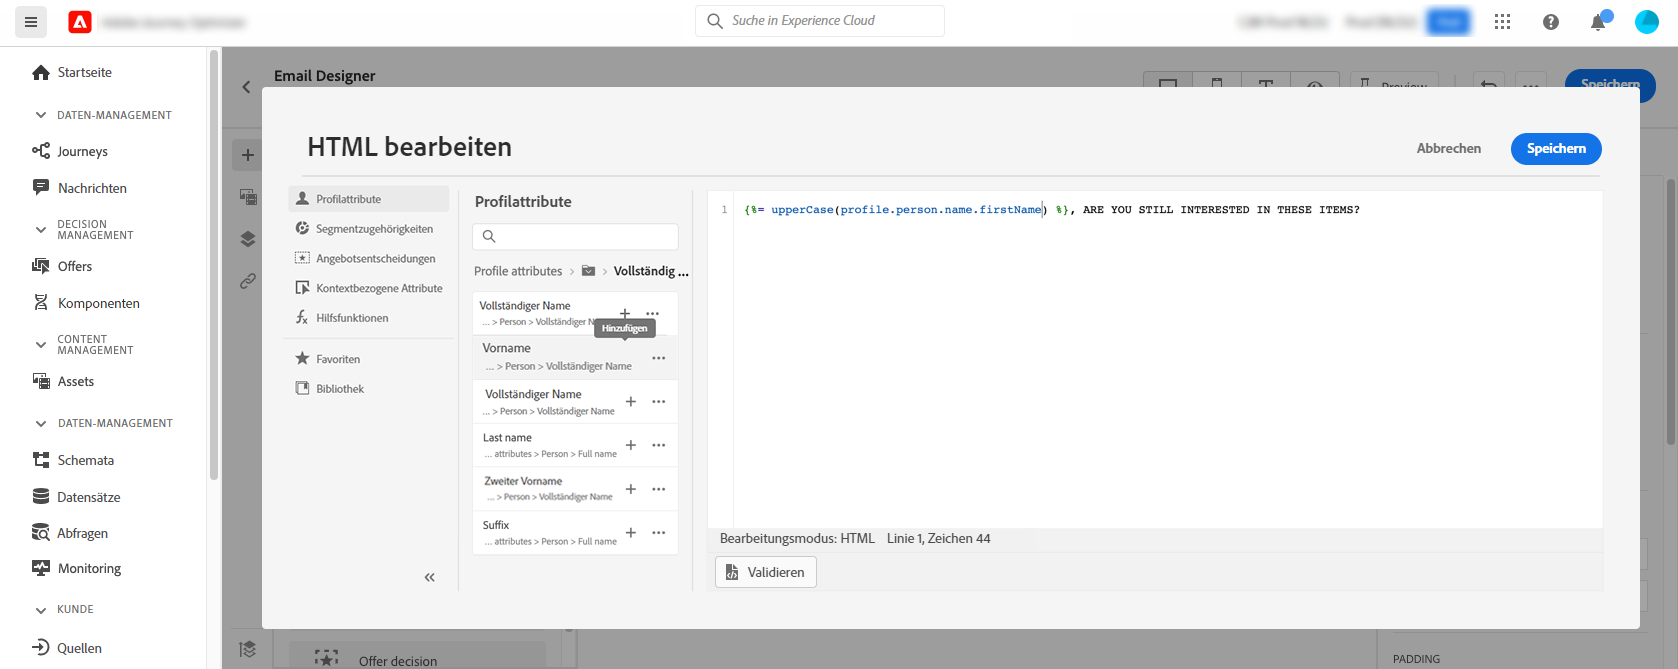 Suche in Experience Cloud
Startseite
DATEN-MANAGEMENT
Journeys
Nachrichten
DECISION
MANAGEMENT
Offers
Komponenten
CONTENT
MANAGEMENT
Assets
DATEN-MANAGEMENT
Schemata
Datensätze
Abfragen
Monitoring
KUNDE
Quellen
Email Designer
Preview
Speichern
HTML bearbeiten
Abbrechen
Speichern
Profilattribute
Segmentzugehörigkeiten
Angebotsentscheidungen
Kontextbezogene Attribute
Hilfsfunktionen
Favoriten
Bibliothek
Profilattribute
Profile attributes > Vollständig ...
Vollständiger Name
... > Person > Vollständiger N
Hinzufügen
Vorname
... > Person > Vollständiger Name
Vollständiger Name
... > Person > Vollständiger Name
Last name
... attributes > Person > Full name
Zweiter Vorname
... > Person > Vollständiger Name
Suffix
... attributes > Person > Full name
1 {%= upperCase(profile.person.name.firstName) %}, ARE YOU STILL INTERESTED IN THESE ITEMS?
Bearbeitungsmodus: HTML Linie 1, Zeichen 44
Validieren
Offer decision
PADDING